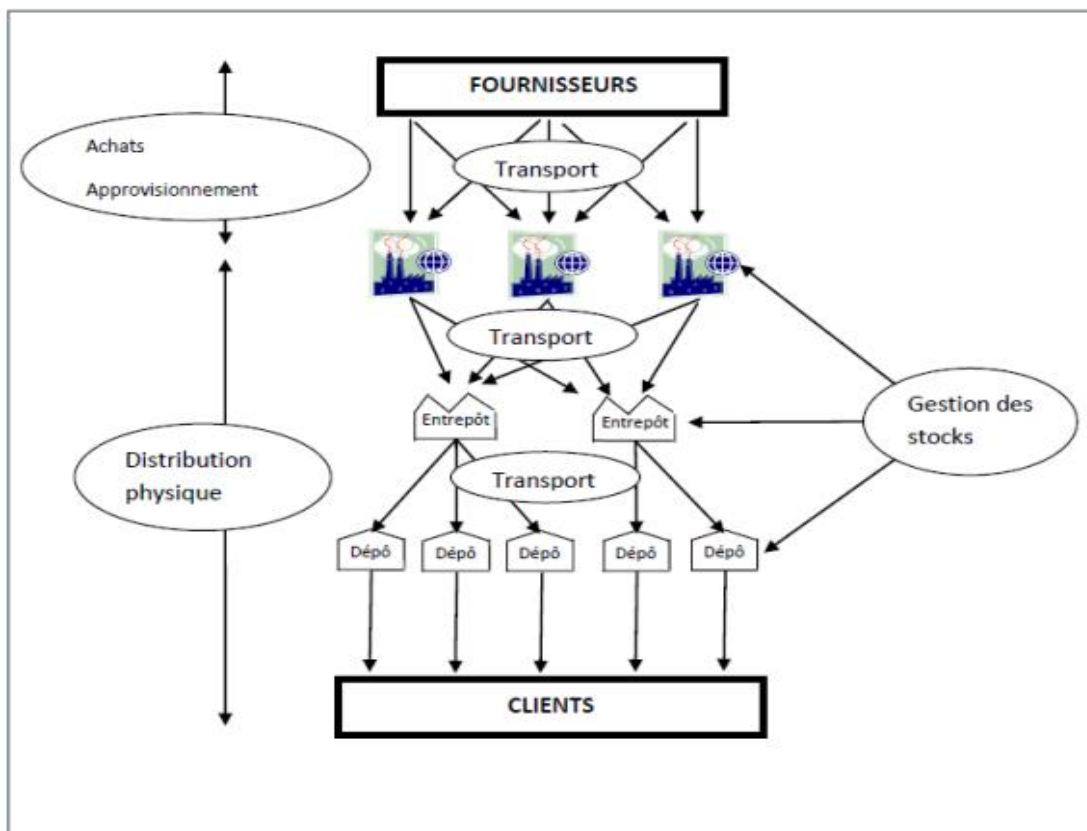 FOURNISSEURS
Achats
Approvisionnement
Transport
Transport
Entrepôt
Entrepôt
Gestion des
stocks
Distribution
physique
Transport
Dépô
Dépô
Dépô
Dépô
Dépô
CLIENTS